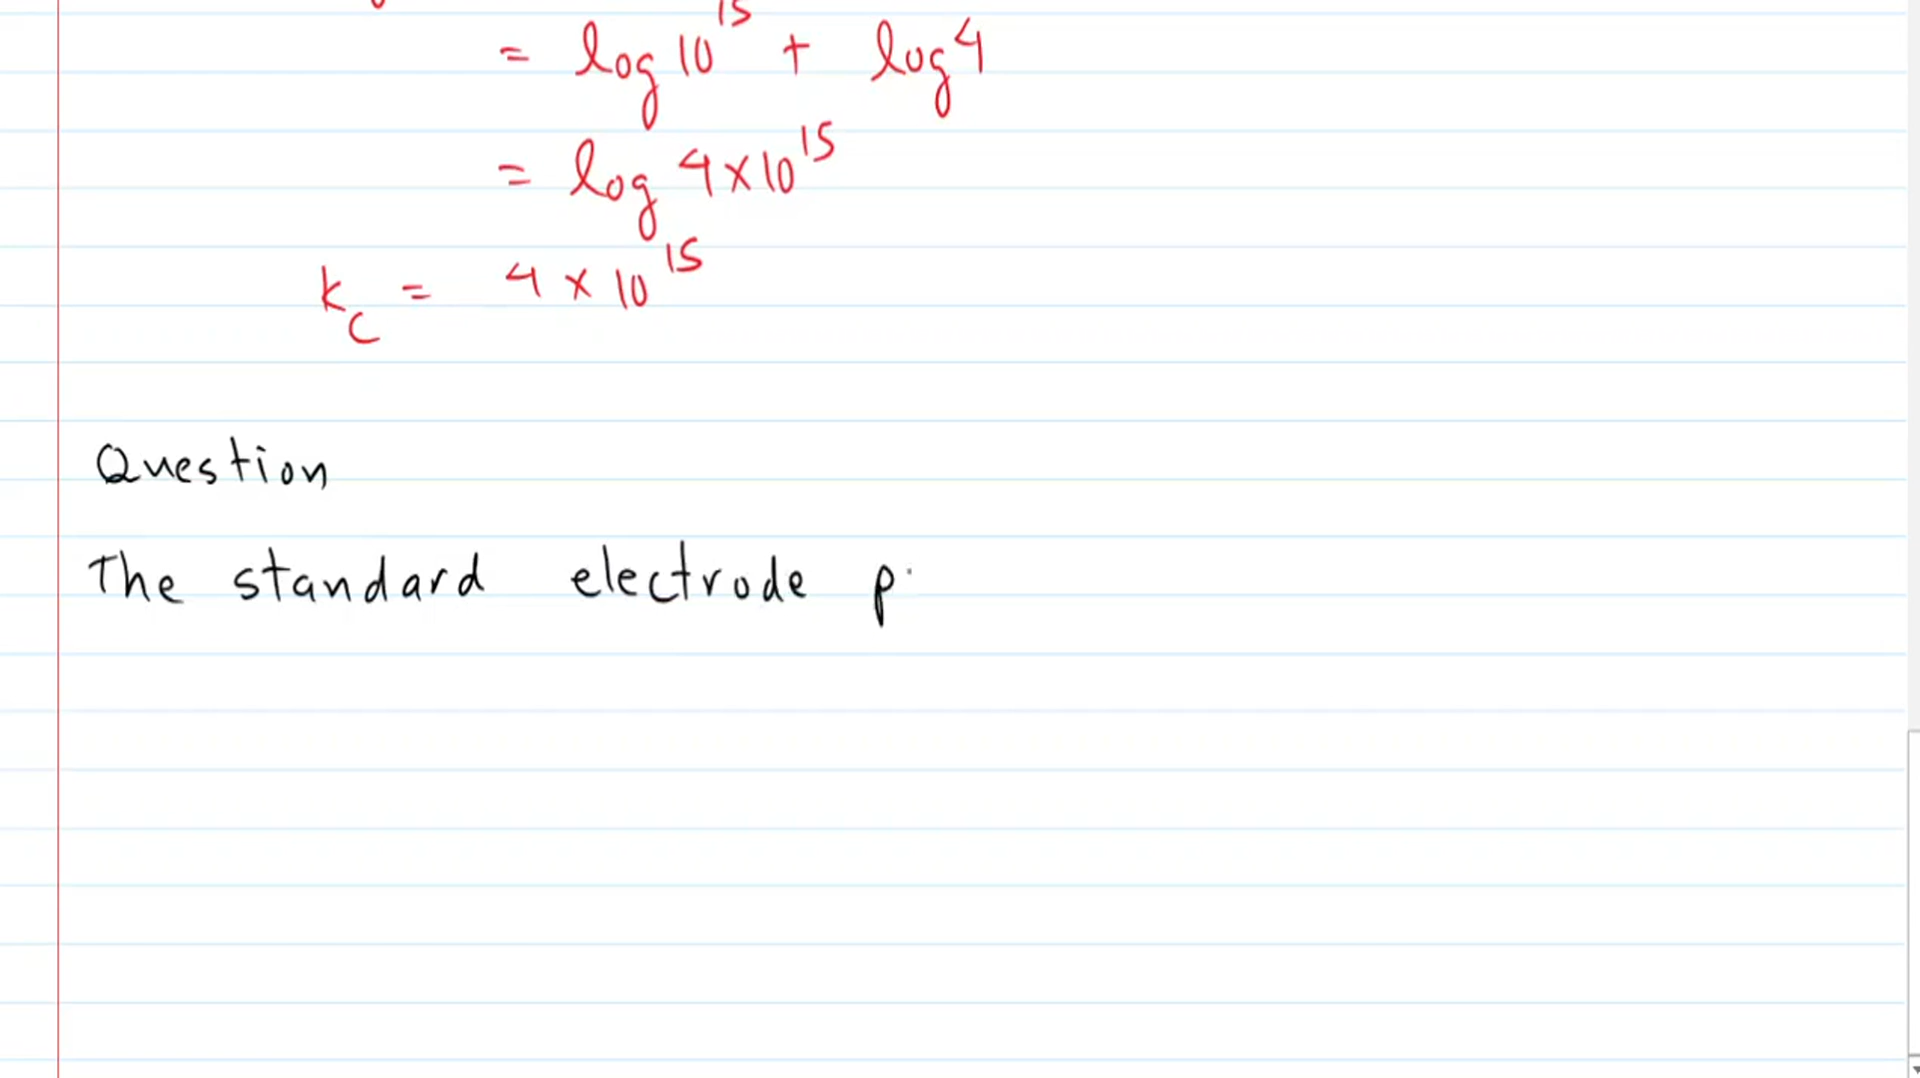 = log 10^15 + log 4
= log 4×10^15
k_c = 4 × 10^15
Question
The standard electrode p